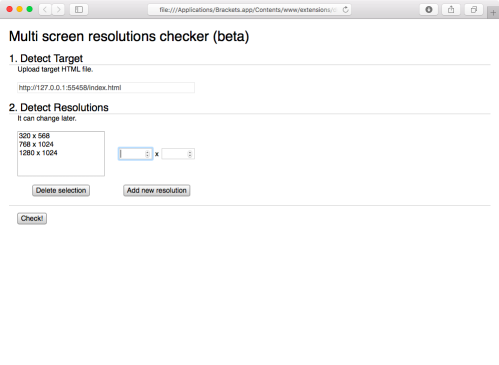 file:///Applications/Brackets.app/Contents/www/extensions/
Multi screen resolutions checker (beta)
1. Detect Target
Upload target HTML file.
http://127.0.0.1:55458/index.html
2. Detect Resolutions
It can change later.
320 x 568
768 x 1024
1280 x 1024
x
Delete selection
Add new resolution
Check!